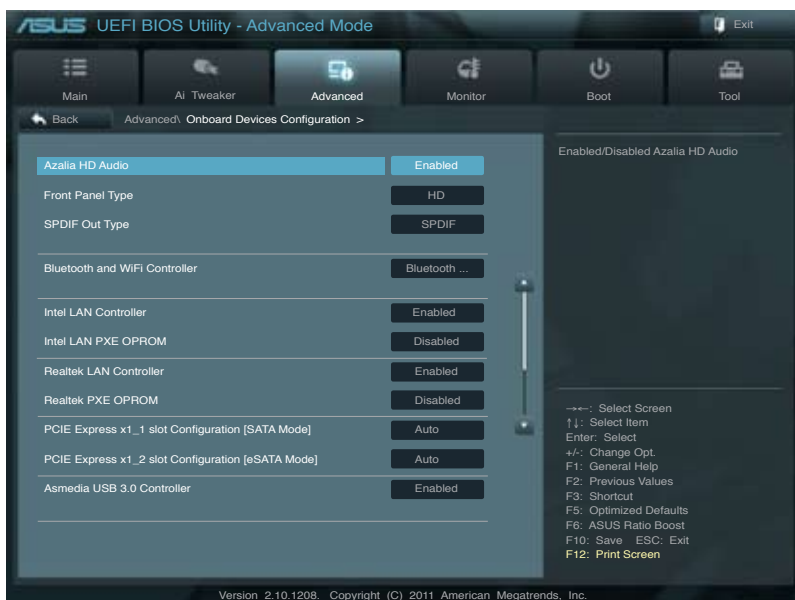 ASUS UEFI BIOS Utility - Advanced Mode
Exit
Main
Ai Tweaker
Advanced
Monitor
Boot
Tool
Back
Advanced\ Onboard Devices Configuration >
Azalia HD Audio Enabled
Front Panel Type HD
SPDIF Out Type SPDIF
Bluetooth and WiFi Controller Bluetooth ...
Intel LAN Controller Enabled
Intel LAN PXE OPROM Disabled
Realtek LAN Controller Enabled
Realtek PXE OPROM Disabled
PCIE Express x1_1 slot Configuration [SATA Mode] Auto
PCIE Express x1_2 slot Configuration [eSATA Mode] Auto
Asmedia USB 3.0 Controller Enabled
Enabled/Disabled Azalia HD Audio
→←: Select Screen
↑↓: Select Item
Enter: Select
+/-: Change Opt.
F1: General Help
F2: Previous Values
F3: Shortcut
F5: Optimized Defaults
F6: ASUS Ratio Boost
F10: Save ESC: Exit
F12: Print Screen
Version 2.10.1208. Copyright (C) 2011 American Megatrends, Inc.